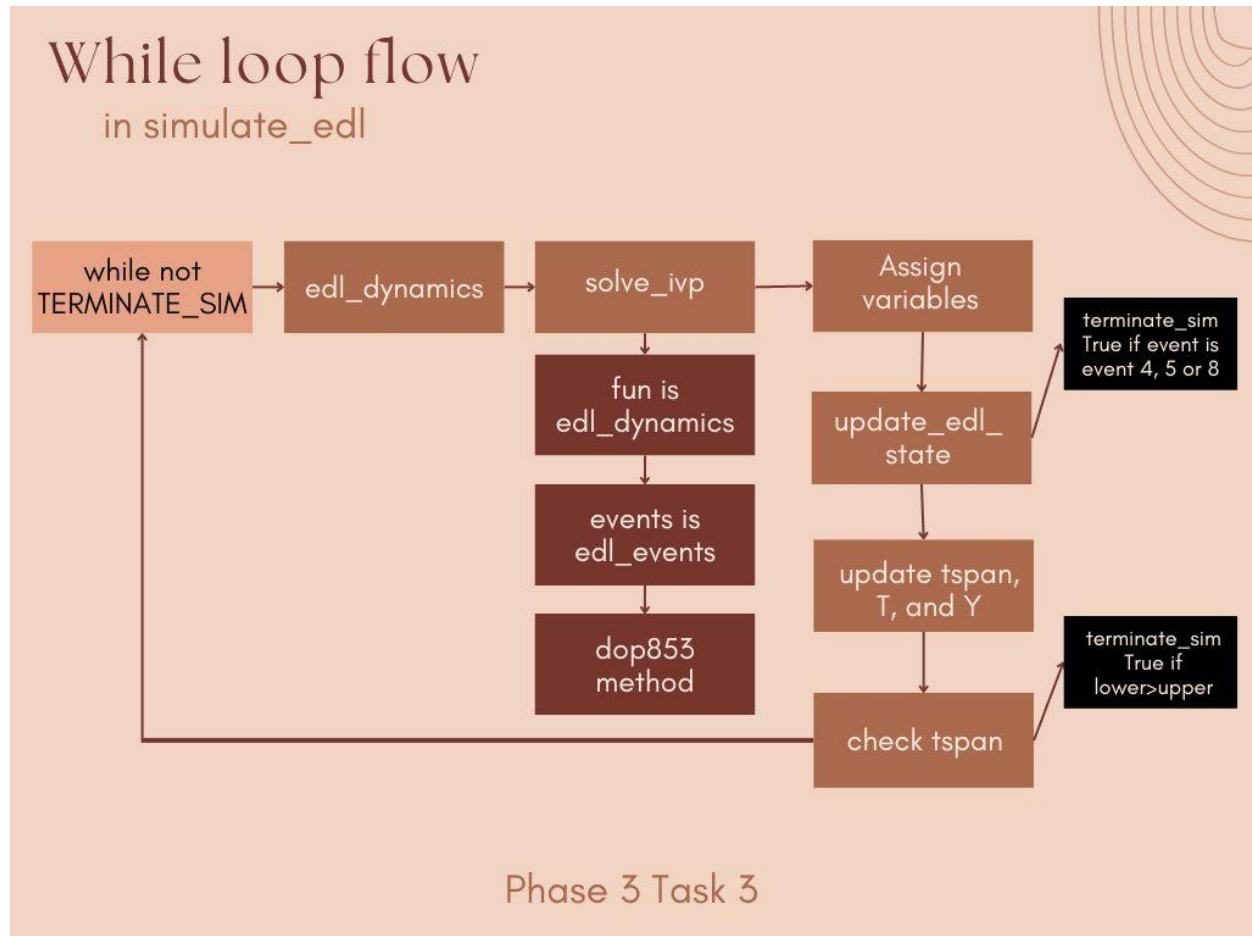 While loop flow
in simulate_edl
while not
TERMINATE_SIM
edl_dynamics
solve_ivp
Assign
variables
terminate_sim
True if event is
event 4, 5 or 8
fun is
edl_dynamics
update_edl_
state
events is
edl_events
update tspan,
T, and Y
dop853
method
terminate_sim
True if
lower>upper
check tspan
Phase 3 Task 3